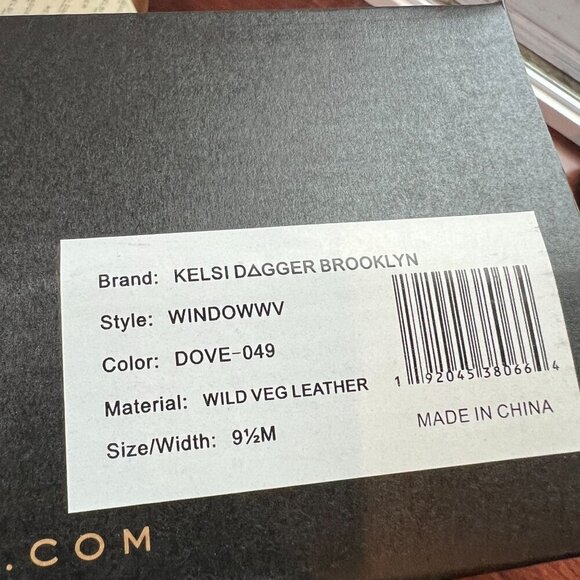 Brand: KELSI DΔGGER BROOKLYN
Style: WINDOWWV
Color: DOVE-049
Material: WILD VEG LEATHER
Size/Width: 9½M
1 92045 38066 4
MADE IN CHINA
.COM